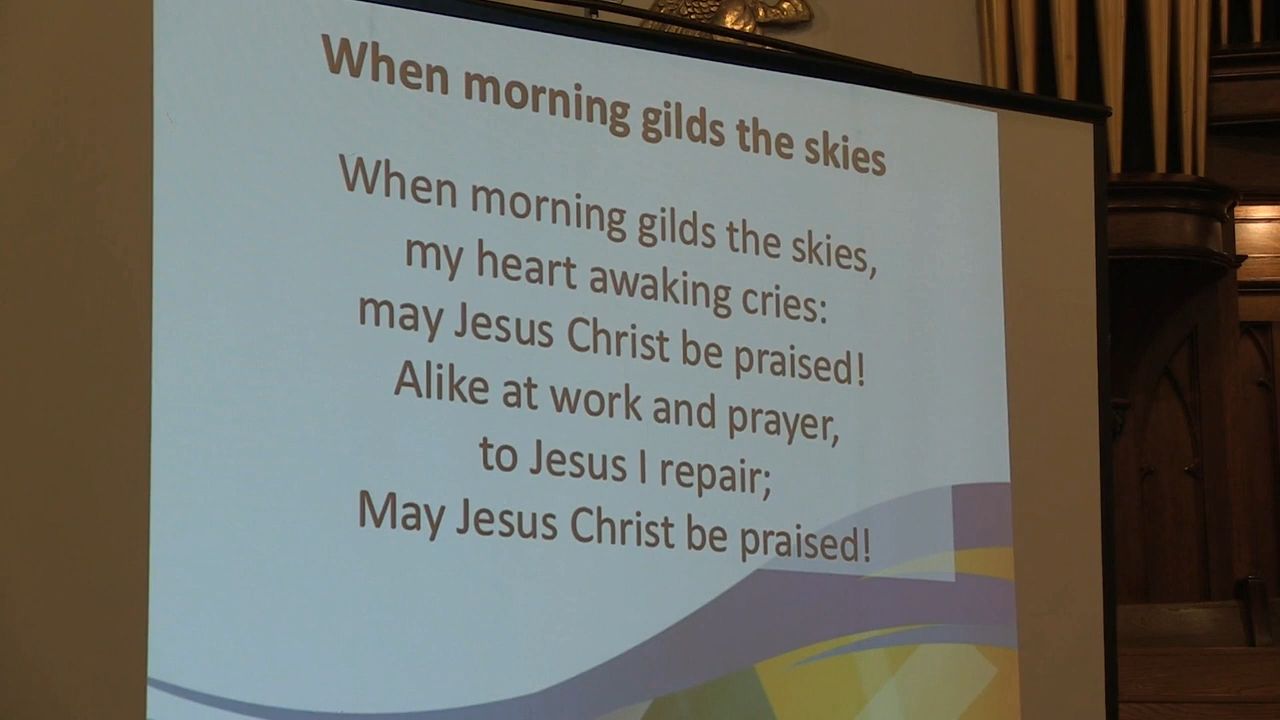 When morning gilds the skies
When morning gilds the skies,
my heart awaking cries:
may Jesus Christ be praised!
Alike at work and prayer,
to Jesus I repair;
May Jesus Christ be praised!